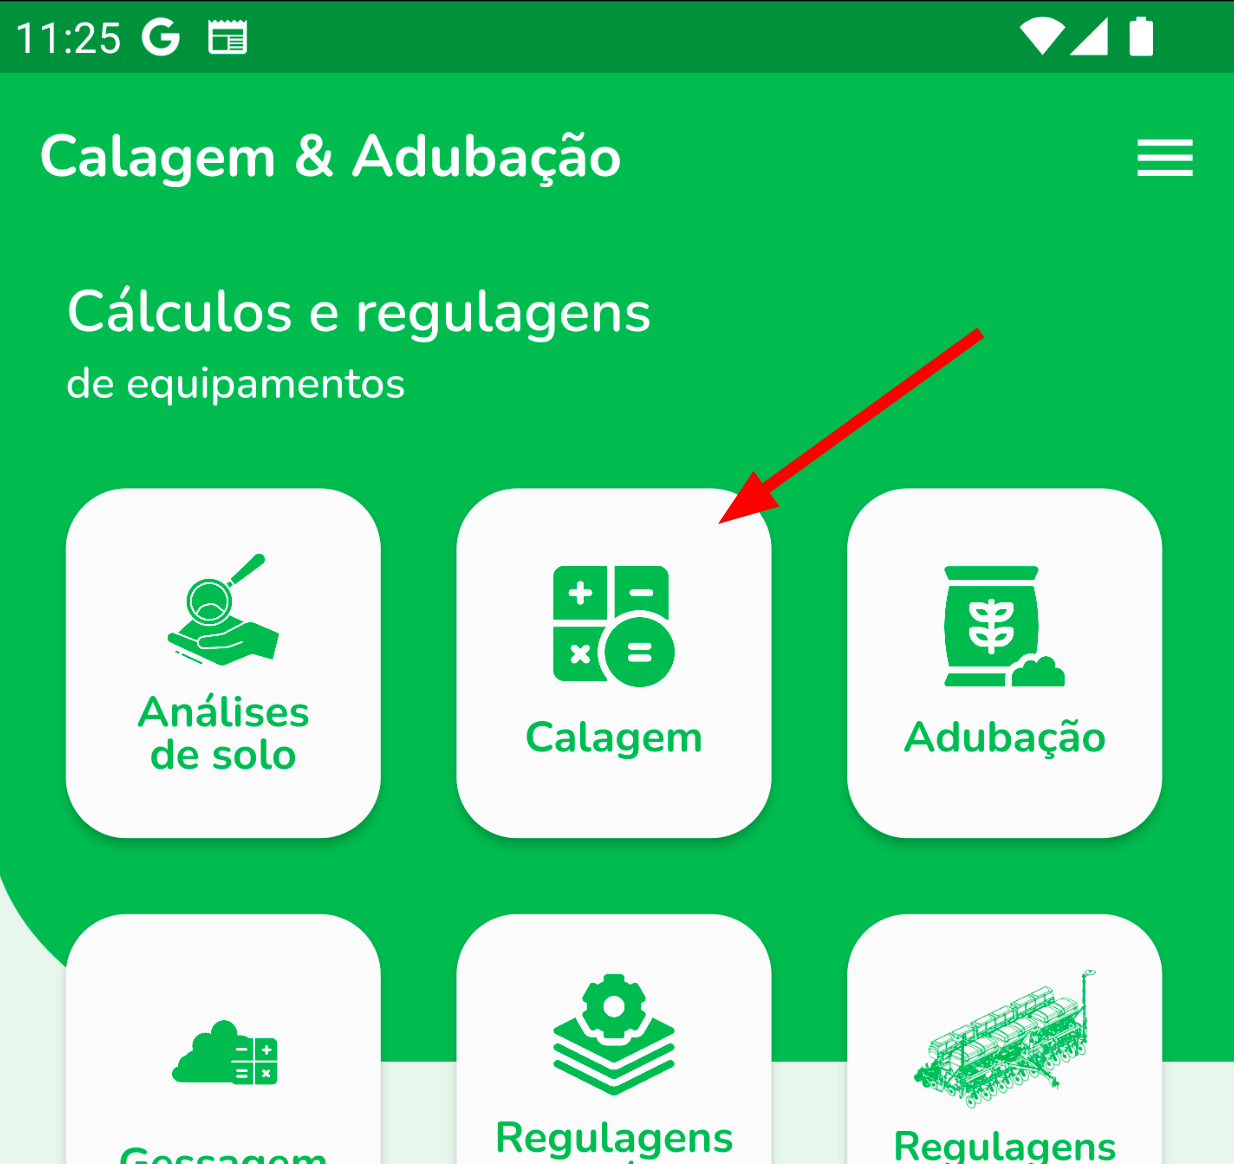 11:25
Calagem & Adubação
Cálculos e regulagens
de equipamentos
Análises
de solo
Calagem
Adubação
Gessagem
Regulagens
Regulagens